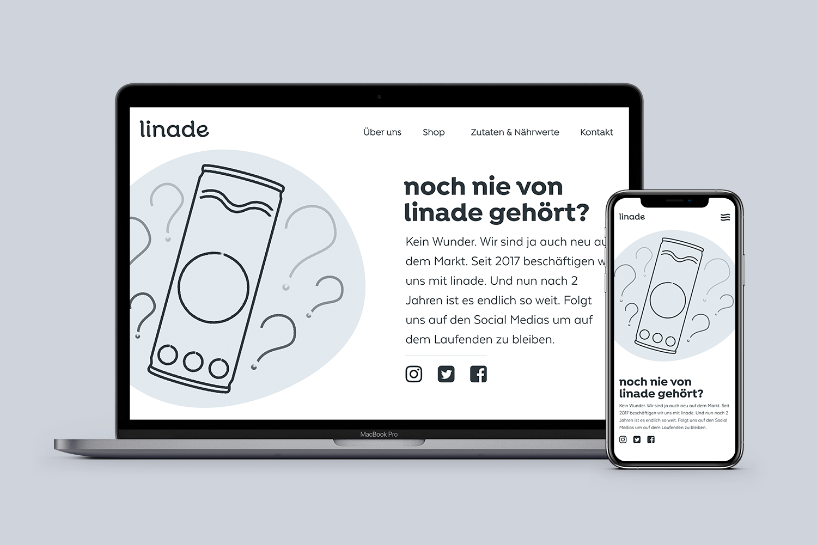 linade
Über uns Shop Zutaten & Nährwerte Kontakt
noch nie von
linade gehört?
Kein Wunder. Wir sind ja auch neu au
dem Markt. Seit 2017 beschäftigen w
uns mit linade. Und nun nach 2
Jahren ist es endlich so weit. Folgt
uns auf den Social Medias um auf
dem Laufenden zu bleiben.
MacBook Pro
linade
noch nie von
linade gehört?
Kein Wunder. Wir sind ja auch neu auf dem Markt. Seit
2017 beschäftigen wir uns mit linade. Und nun nach 2
Jahren ist es endlich so weit. Folgt uns auf den Social
Medias um auf dem Laufenden zu bleiben.